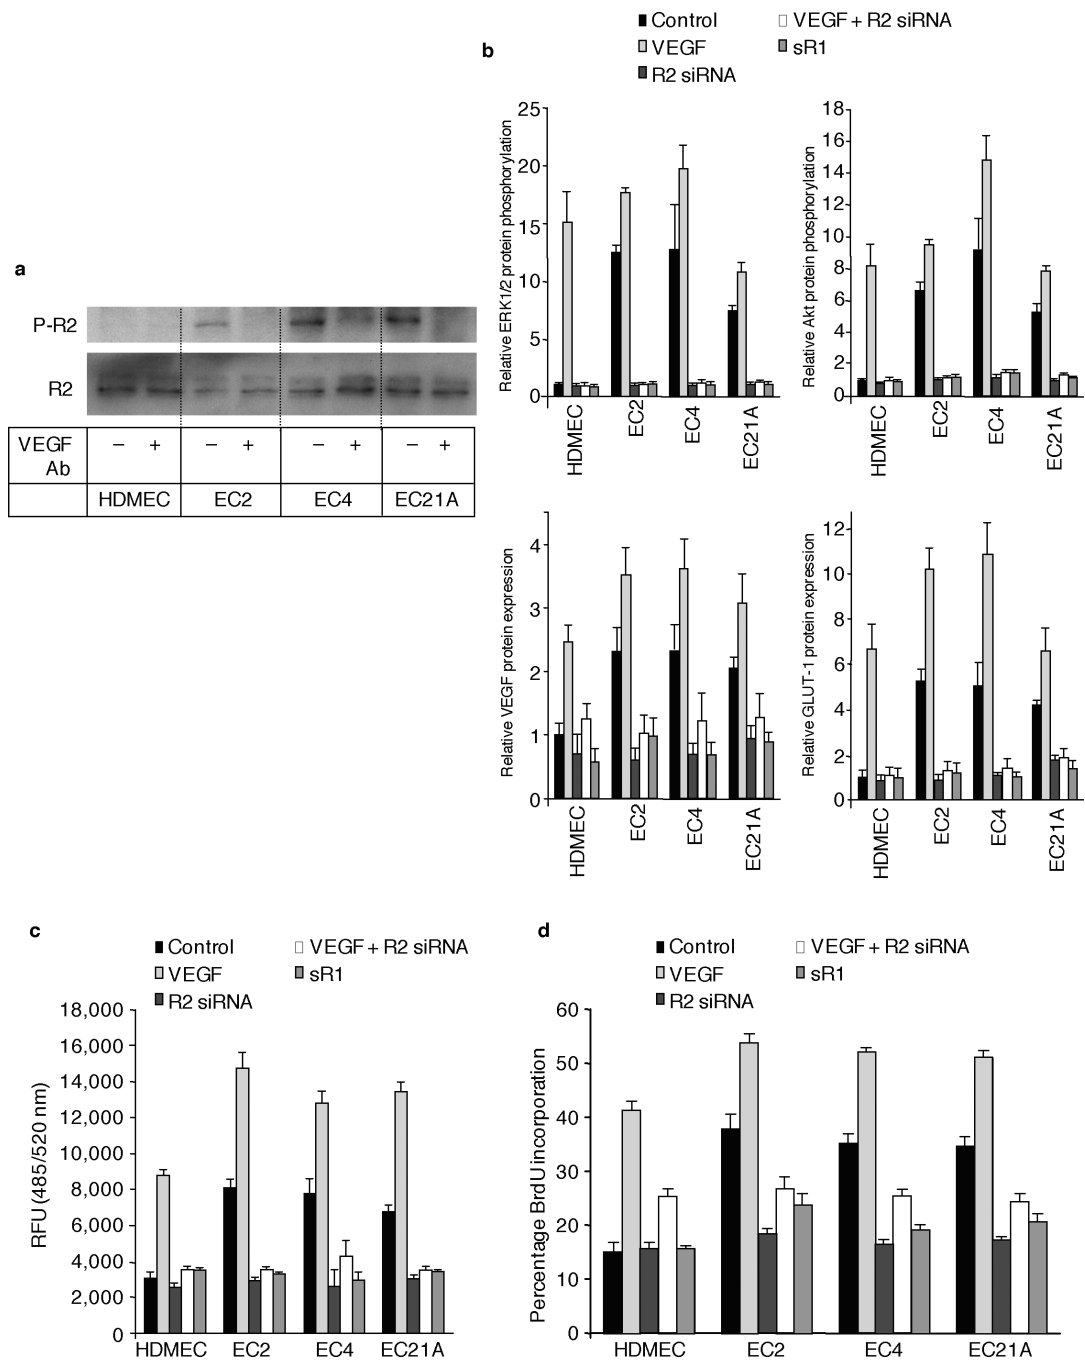 a
P-R2
R2
VEGF Ab – + – + – + – +
HDMEC EC2 EC4 EC21A
b
Control VEGF + R2 siRNA
VEGF sR1
R2 siRNA
Relative ERK1/2 protein phosphorylation
25
20
15
10
5
0
HDMEC EC2 EC4 EC21A
Relative Akt protein phosphorylation
18
16
14
12
10
8
6
4
2
0
HDMEC EC2 EC4 EC21A
Relative VEGF protein expression
4
3
2
1
0
HDMEC EC2 EC4 EC21A
Relative GLUT-1 protein expression
12
10
8
6
4
2
0
HDMEC EC2 EC4 EC21A
c
Control VEGF + R2 siRNA
VEGF sR1
R2 siRNA
RFU (485/520 nm)
18,000
16,000
14,000
12,000
10,000
8,000
6,000
4,000
2,000
0
HDMEC EC2 EC4 EC21A
d
Control VEGF + R2 siRNA
VEGF sR1
R2 siRNA
Percentage BrdU incorporation
60
50
40
30
20
10
0
HDMEC EC2 EC4 EC21A